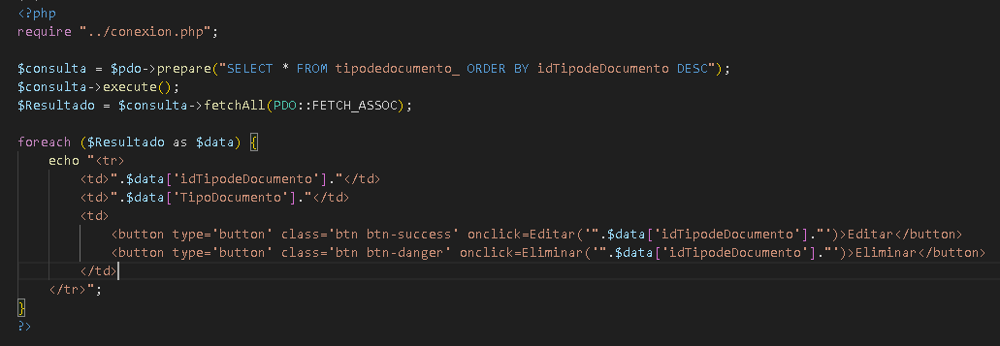 <?php
require "../conexion.php";
$consulta = $pdo->prepare("SELECT * FROM tipodedocumento_ ORDER BY idTipodeDocumento DESC");
$consulta->execute();
$Resultado = $consulta->fetchAll(PDO::FETCH_ASSOC);
foreach ($Resultado as $data) {
echo "<tr>
<td>".$data['idTipodeDocumento']."</td>
<td>".$data['TipoDocumento']."</td>
<td>
<button type='button' class='btn btn-success' onclick=Editar('".$data['idTipodeDocumento']."')>Editar</button>
<button type='button' class='btn btn-danger' onclick=Eliminar('".$data['idTipodeDocumento']."')>Eliminar</button>
</td>
</tr>";
}
?>